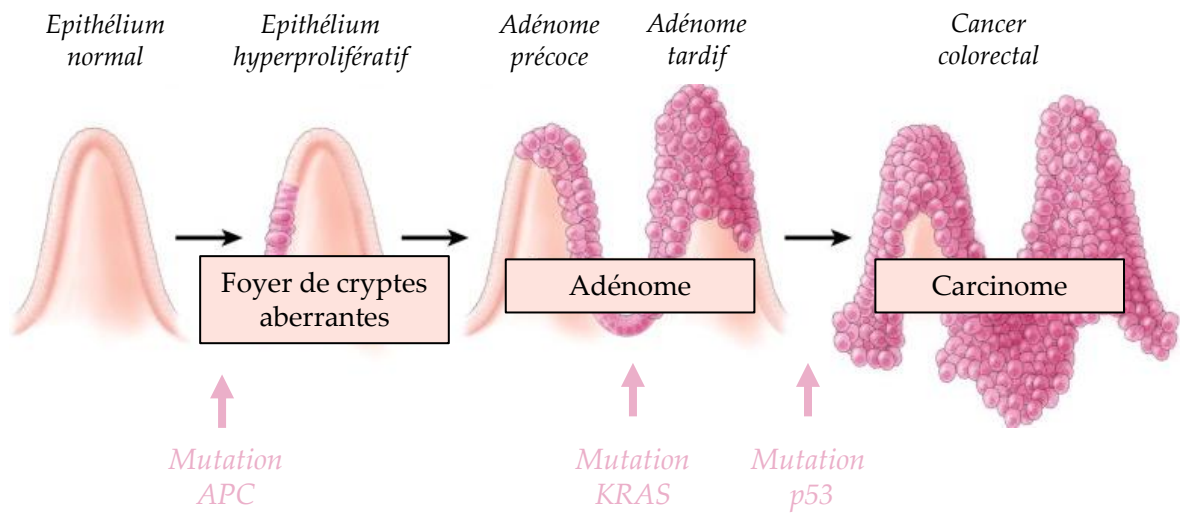 Epithélium
normal
Epithélium
hyperprolifératif
Adénome
précoce
Adénome
tardif
Cancer
colorectal
Foyer de cryptes
aberrantes
Adénome
Carcinome
Mutation
APC
Mutation
KRAS
Mutation
p53